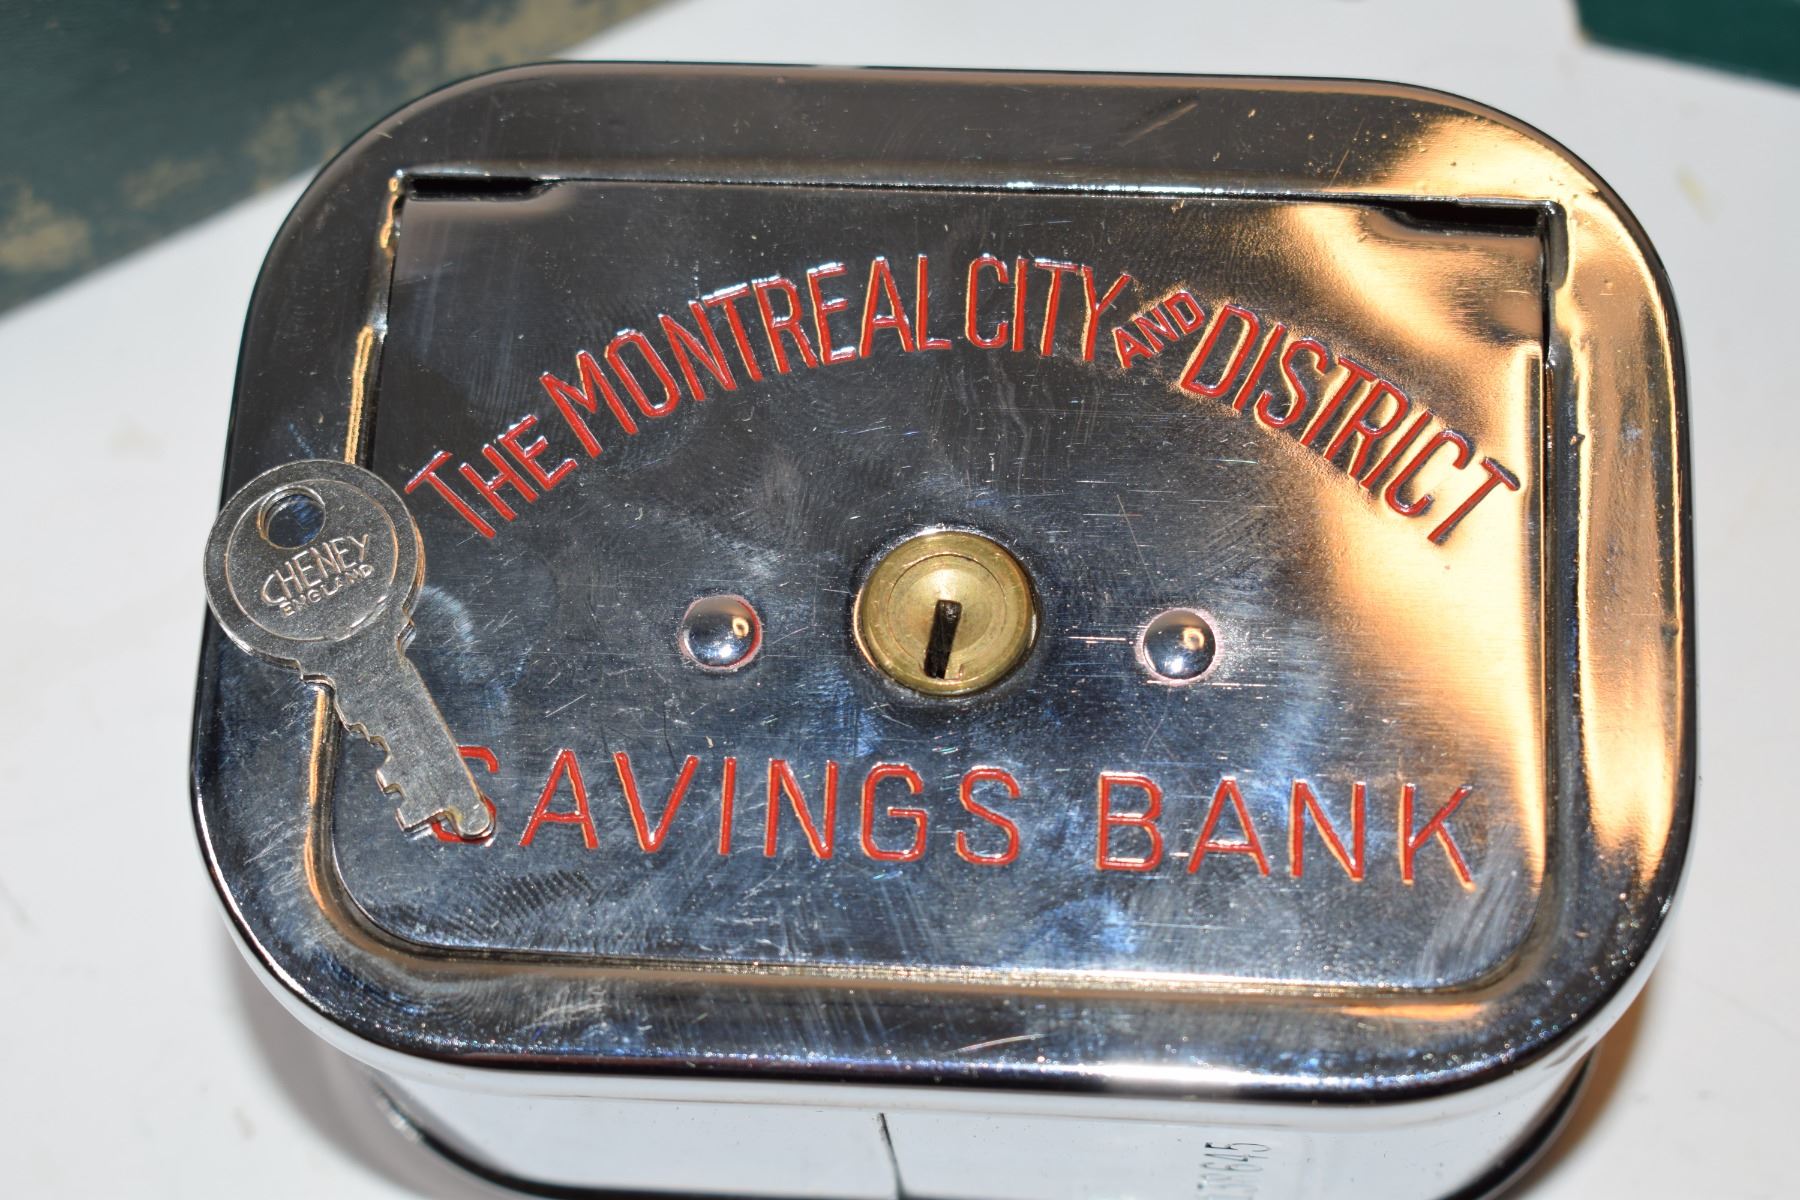 THE MONTREAL CITY AND DISTRICT
SAVINGS BANK
CHENEY
ENGLAND